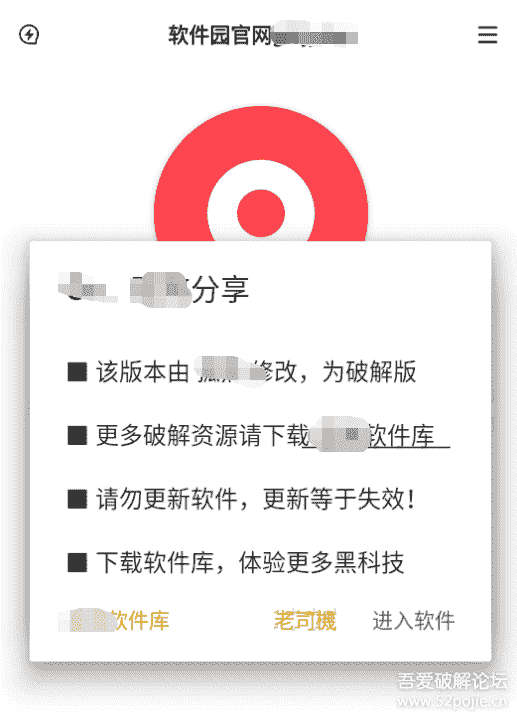 软件园官网
分享
■ 该版本由 修改，为破解版
■ 更多破解资源请下载 软件库
■ 请勿更新软件，更新等于失效！
■ 下载软件库，体验更多黑科技
软件库 老司機 进入软件
吾爱破解论坛
www.52pojie.cn